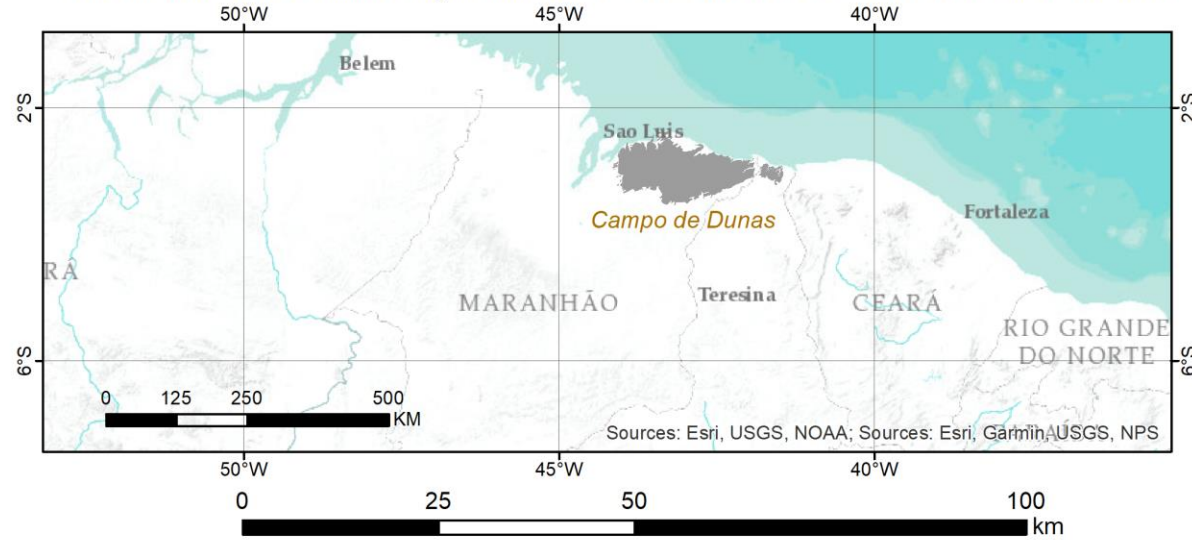 50°W 45°W 40°W
Belem
2°S 2°S
Sao Luis
Campo de Dunas
Fortaleza
RÁ
MARANHÃO
Teresina
CEARÁ
RIO GRANDE
DO NORTE
6°S 6°S
0 125 250 500
KM
Sources: Esri, USGS, NOAA; Sources: Esri, Garmin, USGS, NPS
50°W 45°W 40°W
0 25 50 100
km